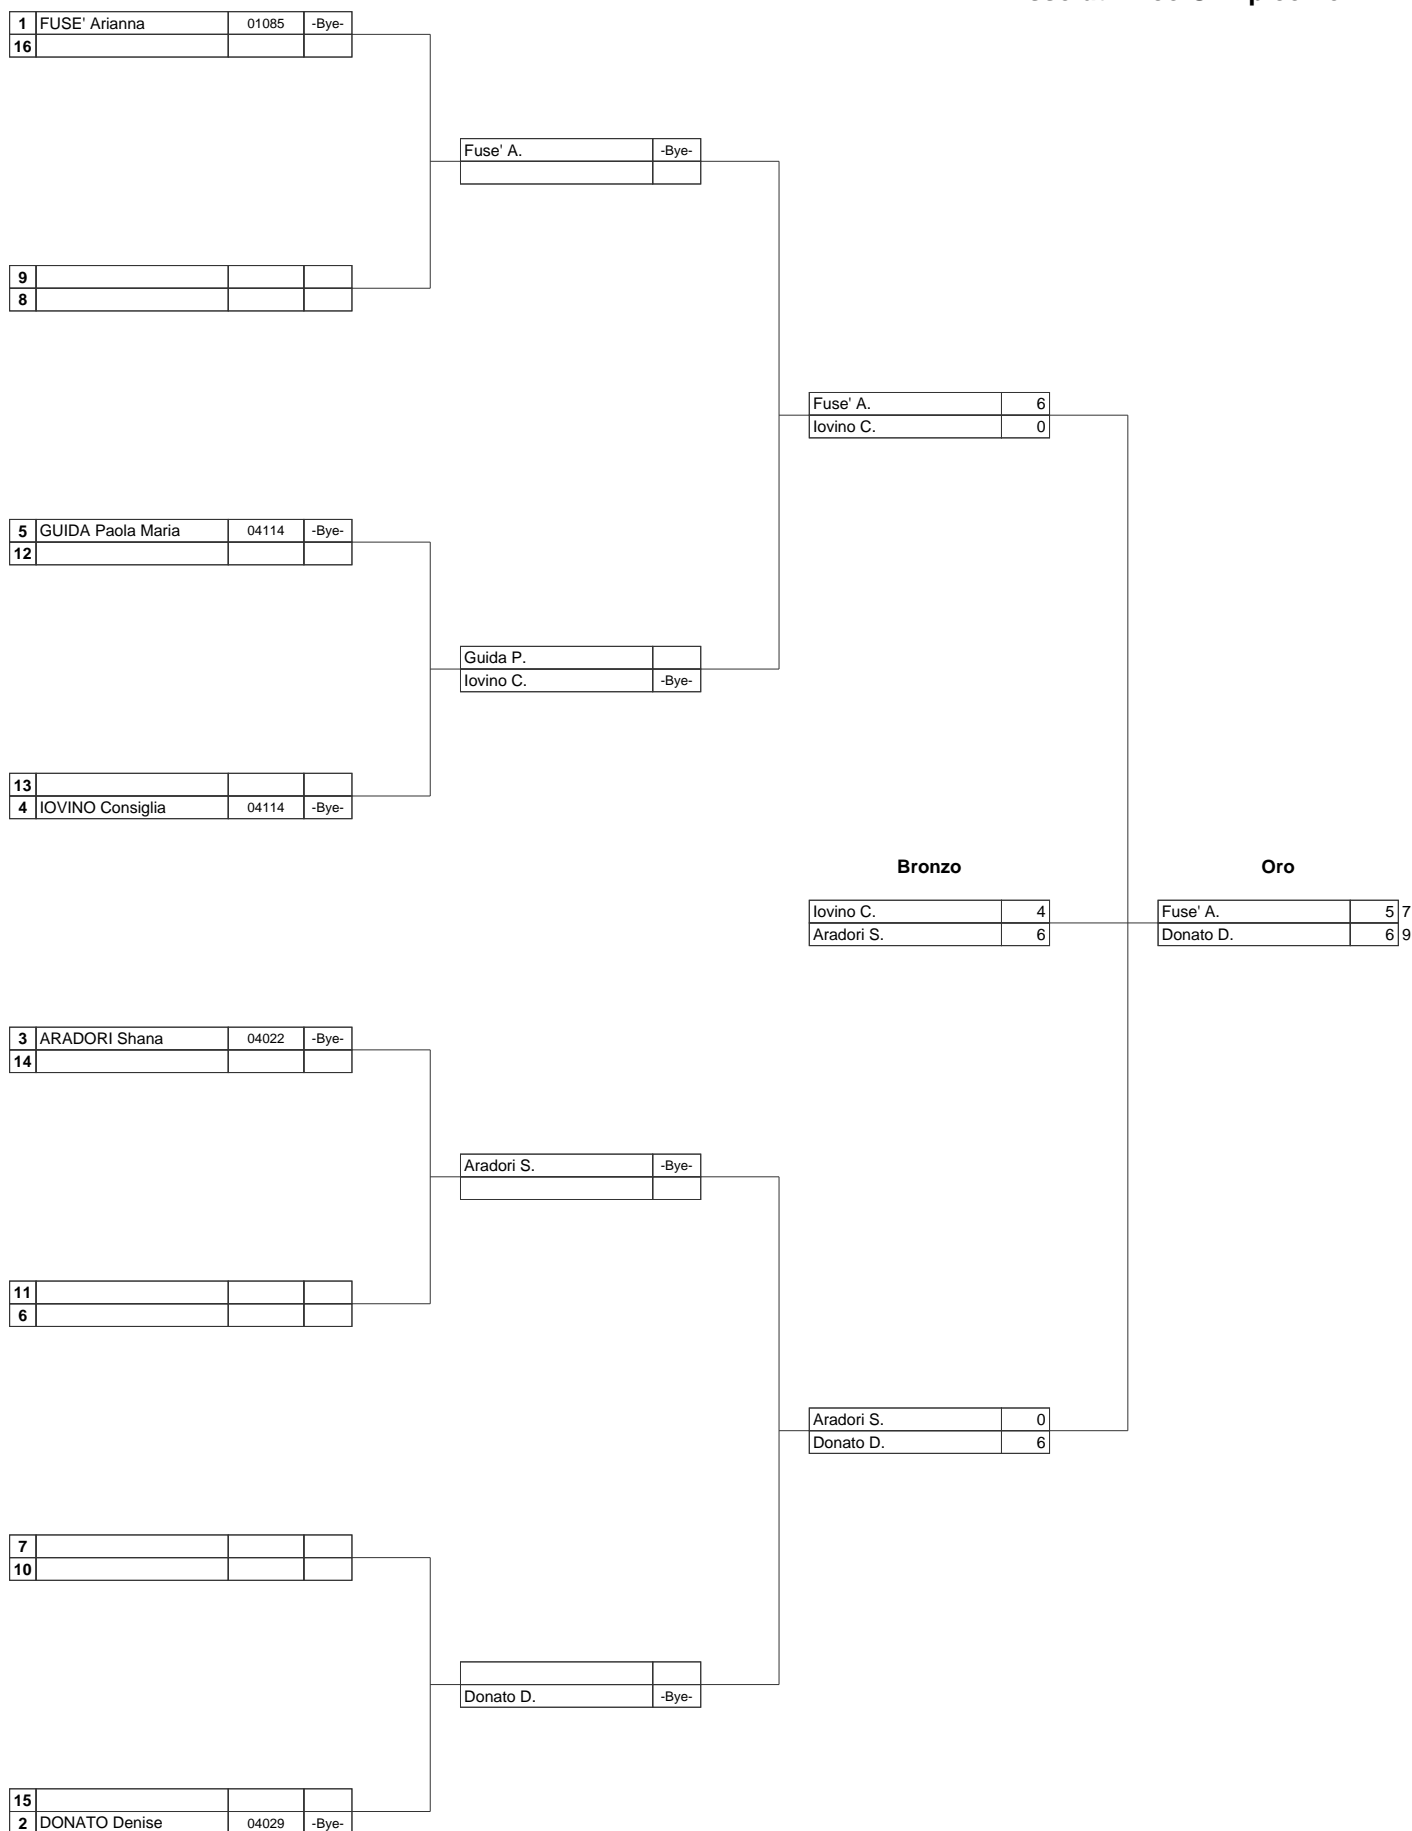 1 FUSE' Arianna 01085 -Bye-
16
Fuse' A. -Bye-
9
8
Fuse' A. 6
Iovino C. 0
5 GUIDA Paola Maria 04114 -Bye-
12
Guida P.
Iovino C. -Bye-
13
4 IOVINO Consiglia 04114 -Bye-
Bronzo Oro
Iovino C. 4 Fuse' A. 5 7
Aradori S. 6 Donato D. 6 9
3 ARADORI Shana 04022 -Bye-
14
Aradori S. -Bye-
11
6
Aradori S. 0
Donato D. 6
7
10
Donato D. -Bye-
15
2 DONATO Denise 04029 -Bye-